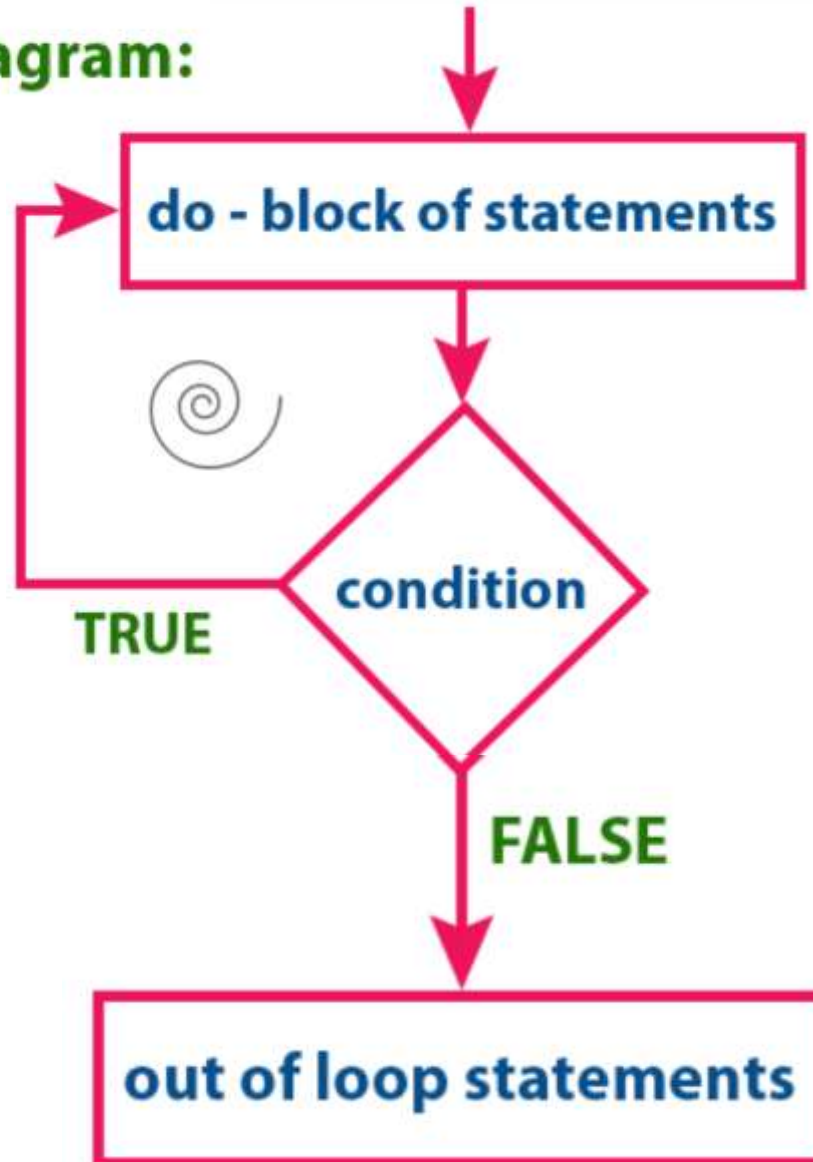 agram:
do - block of statements
condition
TRUE
FALSE
out of loop statements